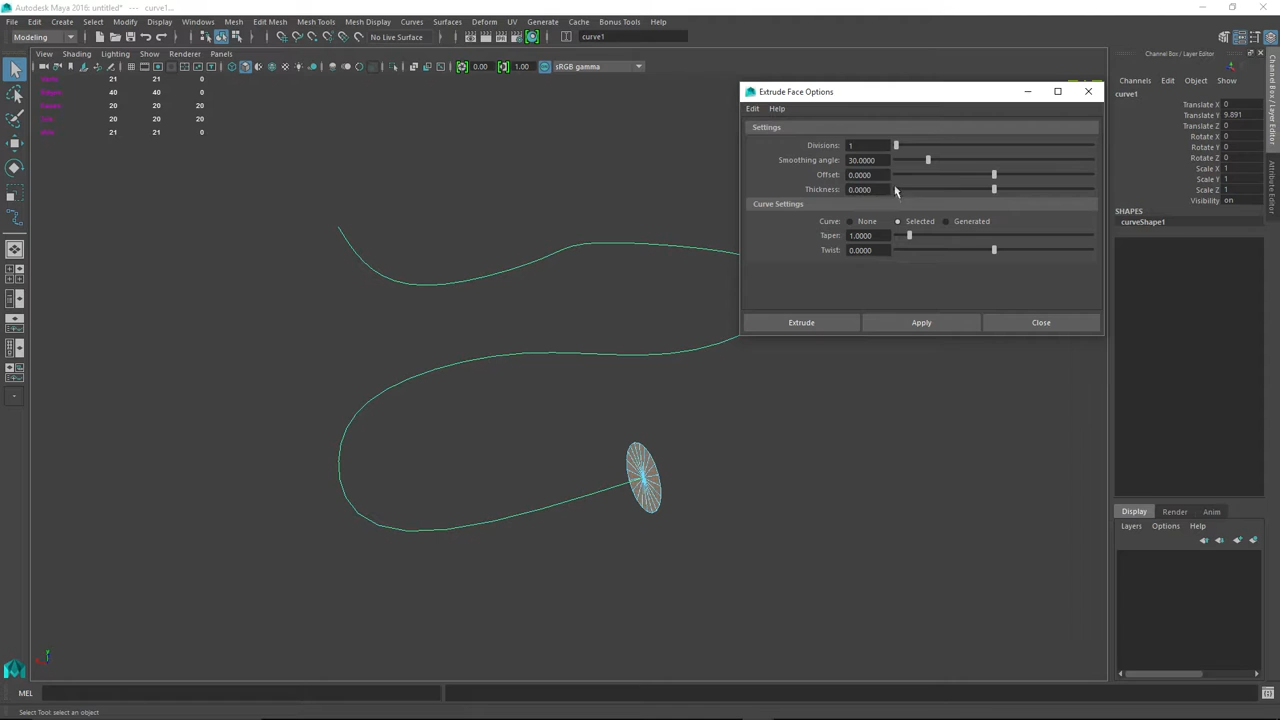 Autodesk Maya 2016: untitled* --- curve1...
File Edit Create Select Modify Display Windows Mesh Edit Mesh Mesh Tools Mesh Display Curves Surfaces Deform UV Generate Cache Bonus Tools Help
Modeling No Live Surface curve1
View Shading Lighting Show Renderer Panels
0.00 1.00 sRGB gamma
21 21 0
40 40 0
20 20 20
20 20 20
21 21 0
Extrude Face Options
Edit Help
Settings
Divisions: 1
Smoothing angle: 30.0000
Offset: 0.0000
Thickness: 0.0000
Curve Settings
Curve: None Selected Generated
Taper: 1.0000
Twist: 0.0000
Extrude Apply Close
Channel Box / Layer Editor
Channels Edit Object Show
curve1
Translate X 0
Translate Y 9.891
Translate Z 0
Rotate X 0
Rotate Y 0
Rotate Z 0
Scale X 1
Scale Y 1
Scale Z 1
Visibility on
SHAPES
curveShape1
Channel Box / Layer Editor
Attribute Editor
Display Render Anim
Layers Options Help
MEL
Select Tool: select an object